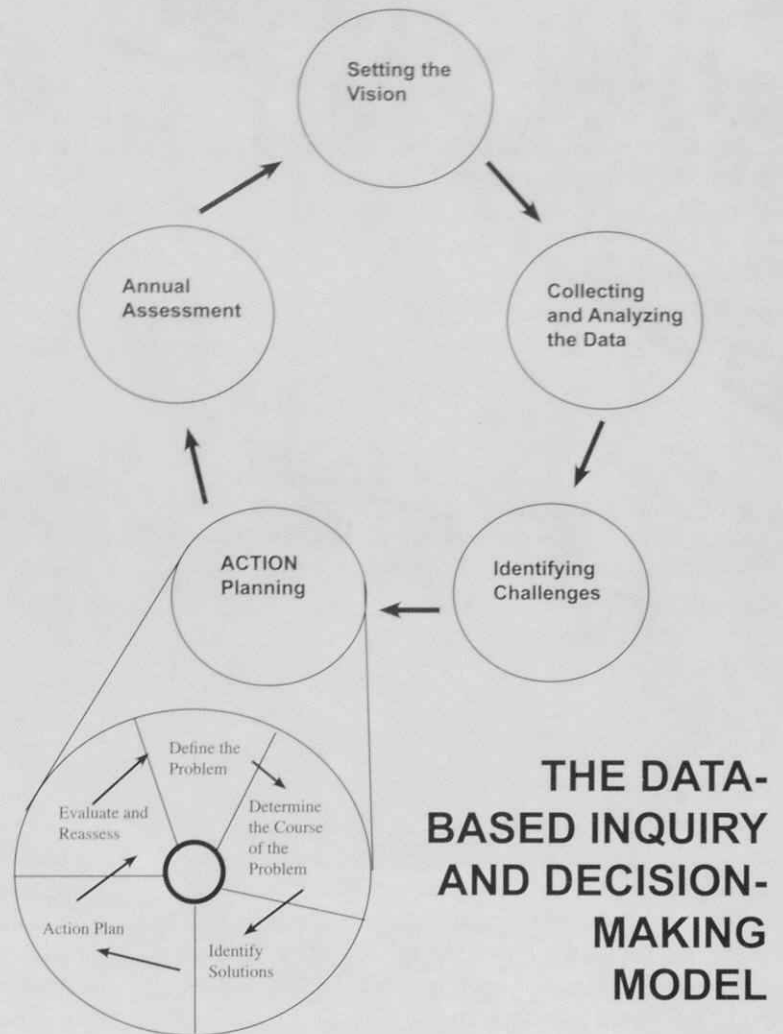 Setting the
Vision
Collecting
and Analyzing
the Data
Identifying
Challenges
ACTION
Planning
Annual
Assessment
Define the
Problem
Determine
the Course
of the
Problem
Identify
Solutions
Action Plan
Evaluate and
Reassess
THE DATA-
BASED INQUIRY
AND DECISION-
MAKING
MODEL